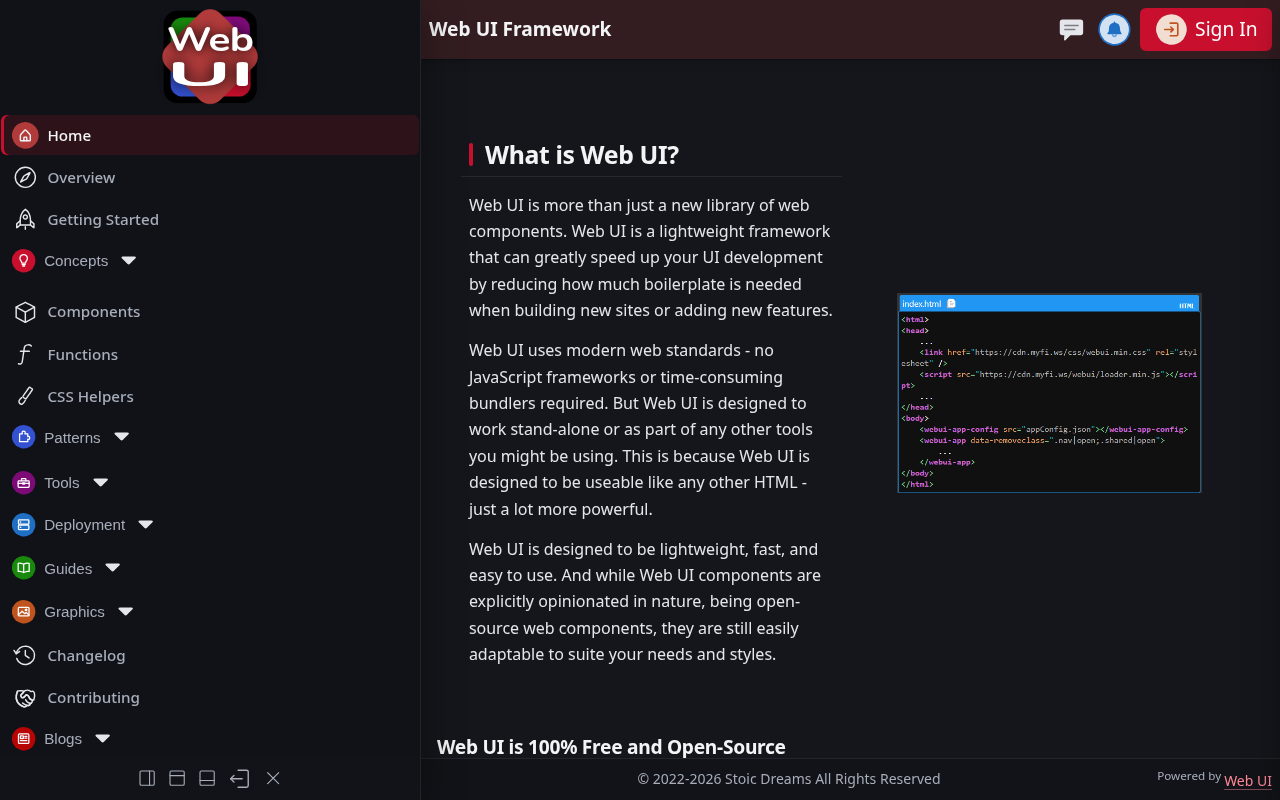 Web
UI
Home
Overview
Getting Started
Concepts
Components
Functions
CSS Helpers
Patterns
Tools
Deployment
Guides
Graphics
Changelog
Contributing
Blogs
Web UI Framework
Sign In
What is Web UI?
Web UI is more than just a new library of web
components. Web UI is a lightweight framework
that can greatly speed up your UI development
by reducing how much boilerplate is needed
when building new sites or adding new features.
Web UI uses modern web standards - no
JavaScript frameworks or time-consuming
bundlers required. But Web UI is designed to
work stand-alone or as part of any other tools
you might be using. This is because Web UI is
designed to be useable like any other HTML -
just a lot more powerful.
Web UI is designed to be lightweight, fast, and
easy to use. And while Web UI components are
explicitly opinionated in nature, being open-
source web components, they are still easily
adaptable to suite your needs and styles.
index.html
HTML
<html>
<head>
...
<link href="https://cdn.myfi.ws/css/webui.min.css" rel="styl
esheet" />
<script src="https://cdn.myfi.ws/webui/loader.min.js"></scri
pt>
...
</head>
<body>
<webui-app-config src="appConfig.json"></webui-app-config>
<webui-app data-removeclass=".nav|open;.shared|open">
...
</webui-app>
</body>
</html>
Web UI is 100% Free and Open-Source
© 2022-2026 Stoic Dreams All Rights Reserved
Powered by Web UI